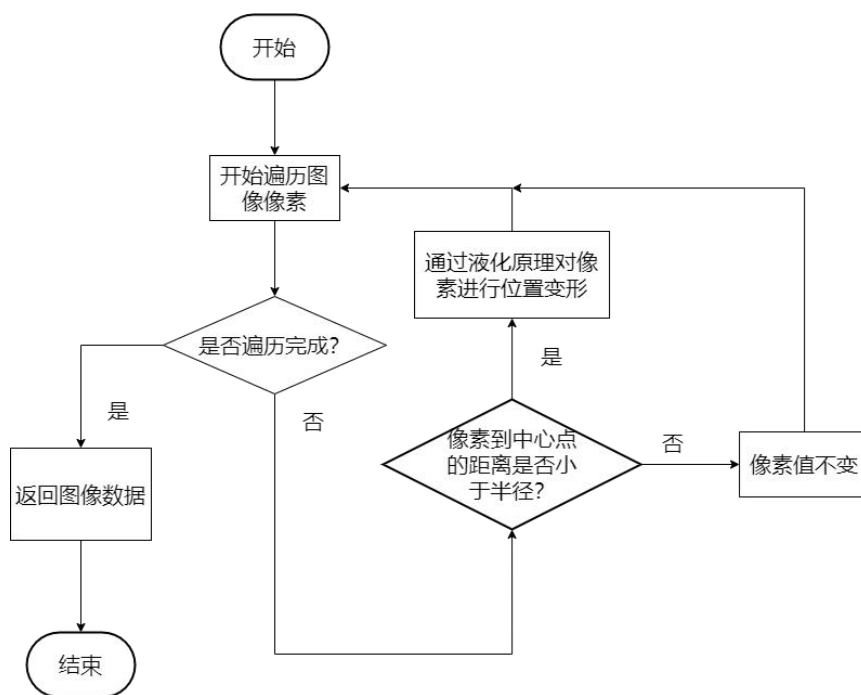 开始
开始遍历图
像像素
通过液化原理对像
素进行位置变形
是否遍历完成?
是
是
否
像素到中心点
的距离是否小
于半径?
否
像素值不变
返回图像数据
结束